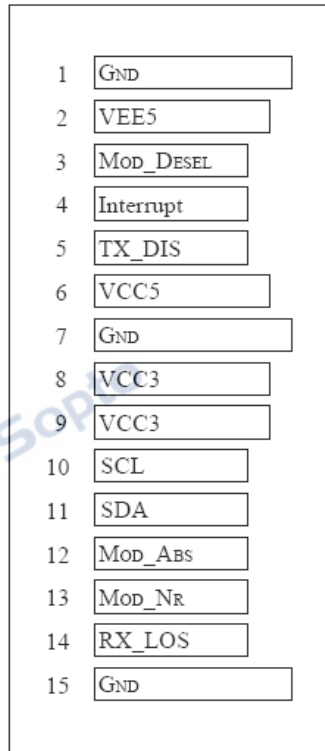 1 GND
2 VEE5
3 MOD_DESEL
4 Interrupt
5 TX_DIS
6 VCC5
7 GND
8 VCC3
9 VCC3
10 SCL
11 SDA
12 MOD_ABS
13 MOD_NR
14 RX_LOS
15 GND
Sopto